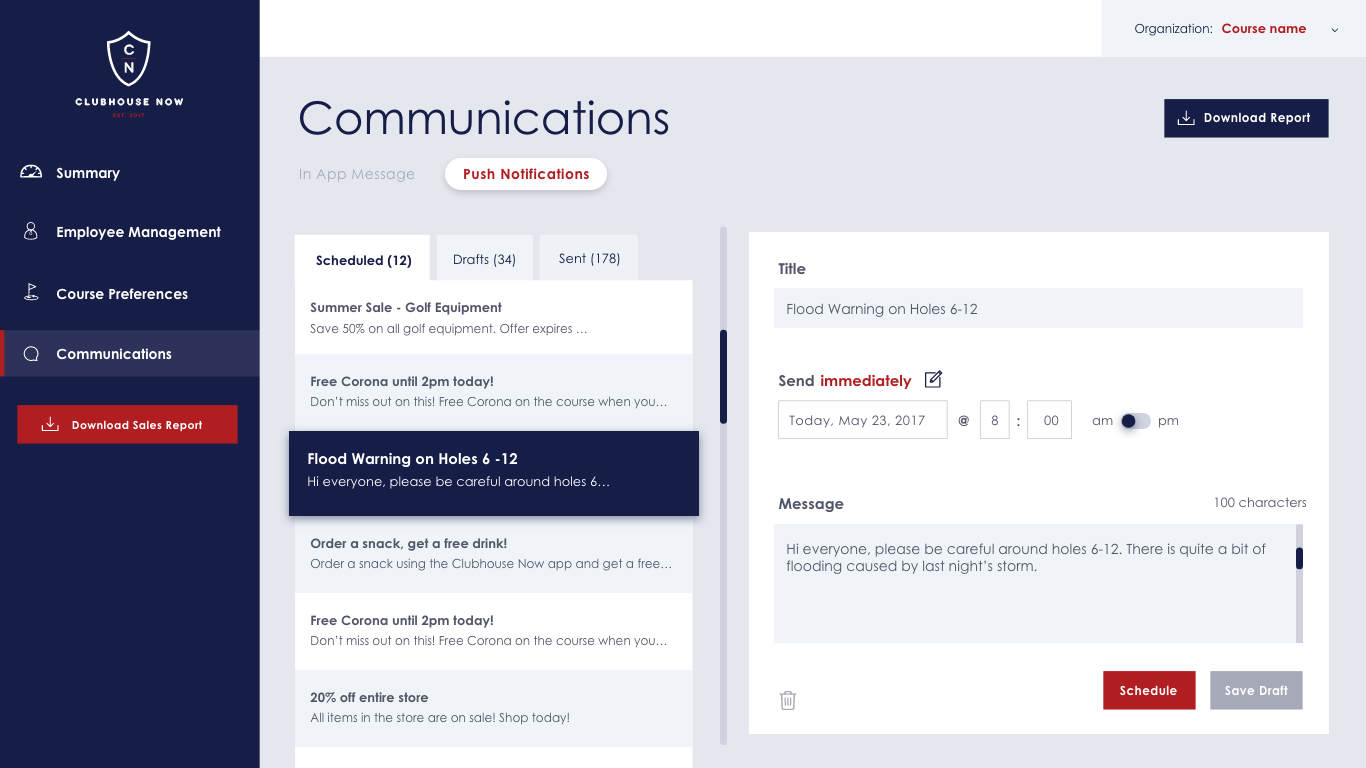 C
N
CLUBHOUSE NOW
EST. 2017
Summary
Employee Management
Course Preferences
Communications
Download Sales Report
Organization: Course name
Communications
Download Report
In App Message
Push Notifications
Scheduled (12)
Drafts (34)
Sent (178)
Summer Sale - Golf Equipment
Save 50% on all golf equipment. Offer expires ...
Free Corona until 2pm today!
Don't miss out on this! Free Corona on the course when you...
Flood Warning on Holes 6 -12
Hi everyone, please be careful around holes 6...
Order a snack, get a free drink!
Order a snack using the Clubhouse Now app and get a free...
Free Corona until 2pm today!
Don't miss out on this! Free Corona on the course when you...
20% off entire store
All items in the store are on sale! Shop today!
Title
Flood Warning on Holes 6-12
Send immediately
Today, May 23, 2017 @ 8 : 00 am pm
Message
100 characters
Hi everyone, please be careful around holes 6-12. There is quite a bit of
flooding caused by last night's storm.
Schedule
Save Draft